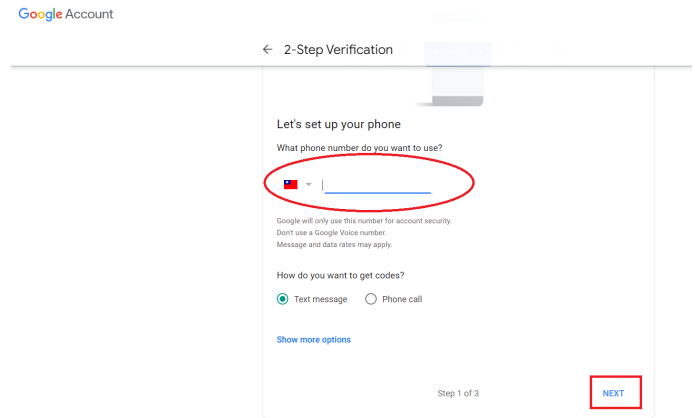 Google Account
2-Step Verification
Let's set up your phone
What phone number do you want to use?
Google will only use this number for account security.
Don't use a Google Voice number.
Message and data rates may apply.
How do you want to get codes?
Text message Phone call
Show more options
Step 1 of 3 NEXT